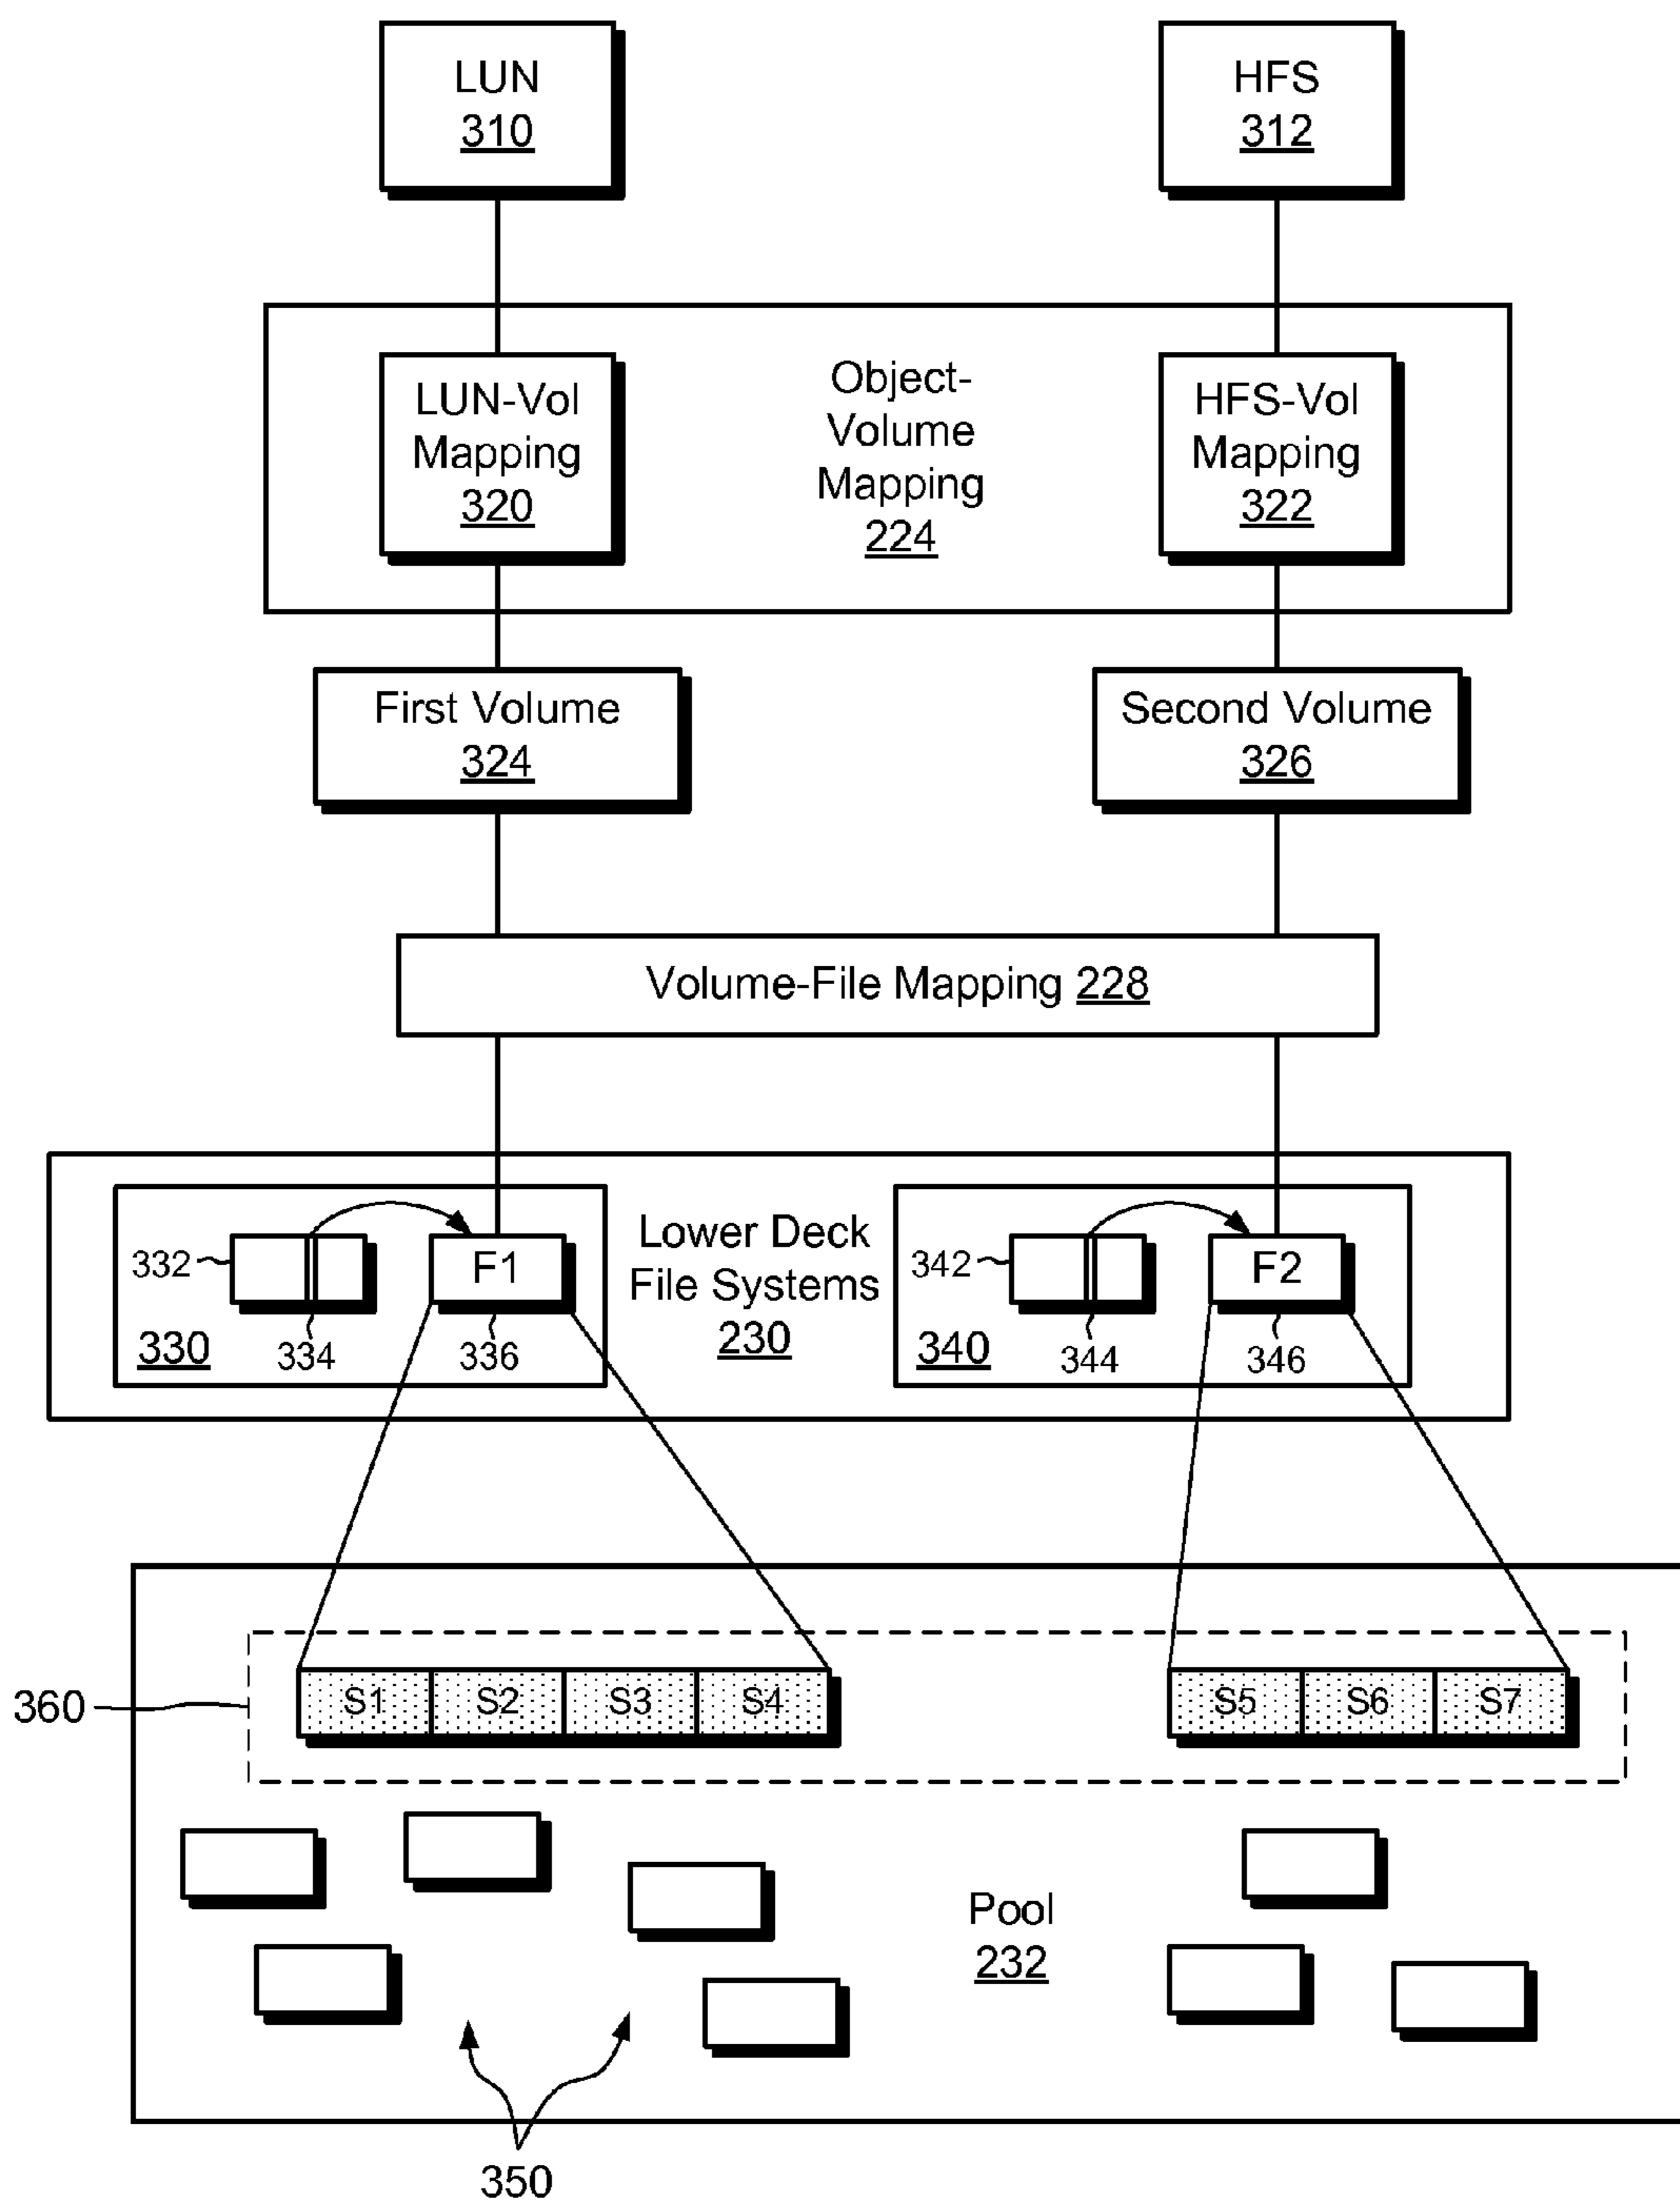 LUN
310
HFS
312
LUN-Vol
Mapping
320
Object-
Volume
Mapping
224
HFS-Vol
Mapping
322
First Volume
324
Second Volume
326
Volume-File Mapping 228
332
F1
330
334
336
Lower Deck
File Systems
230
342
F2
340
344
346
360
S1 S2 S3 S4
S5 S6 S7
Pool
232
350